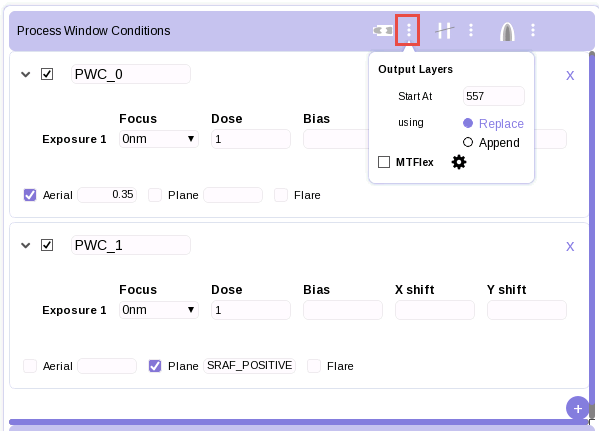 Process Window Conditions
Output Layers
Start At 557
using Replace
Append
MTFlex
PWC_0 X
Focus Dose Bias
Exposure 1 0nm 1
Aerial 0.35 Plane Flare
PWC_1 X
Focus Dose Bias X shift Y shift
Exposure 1 0nm 1
Aerial Plane SRAF_POSITIVE Flare
+